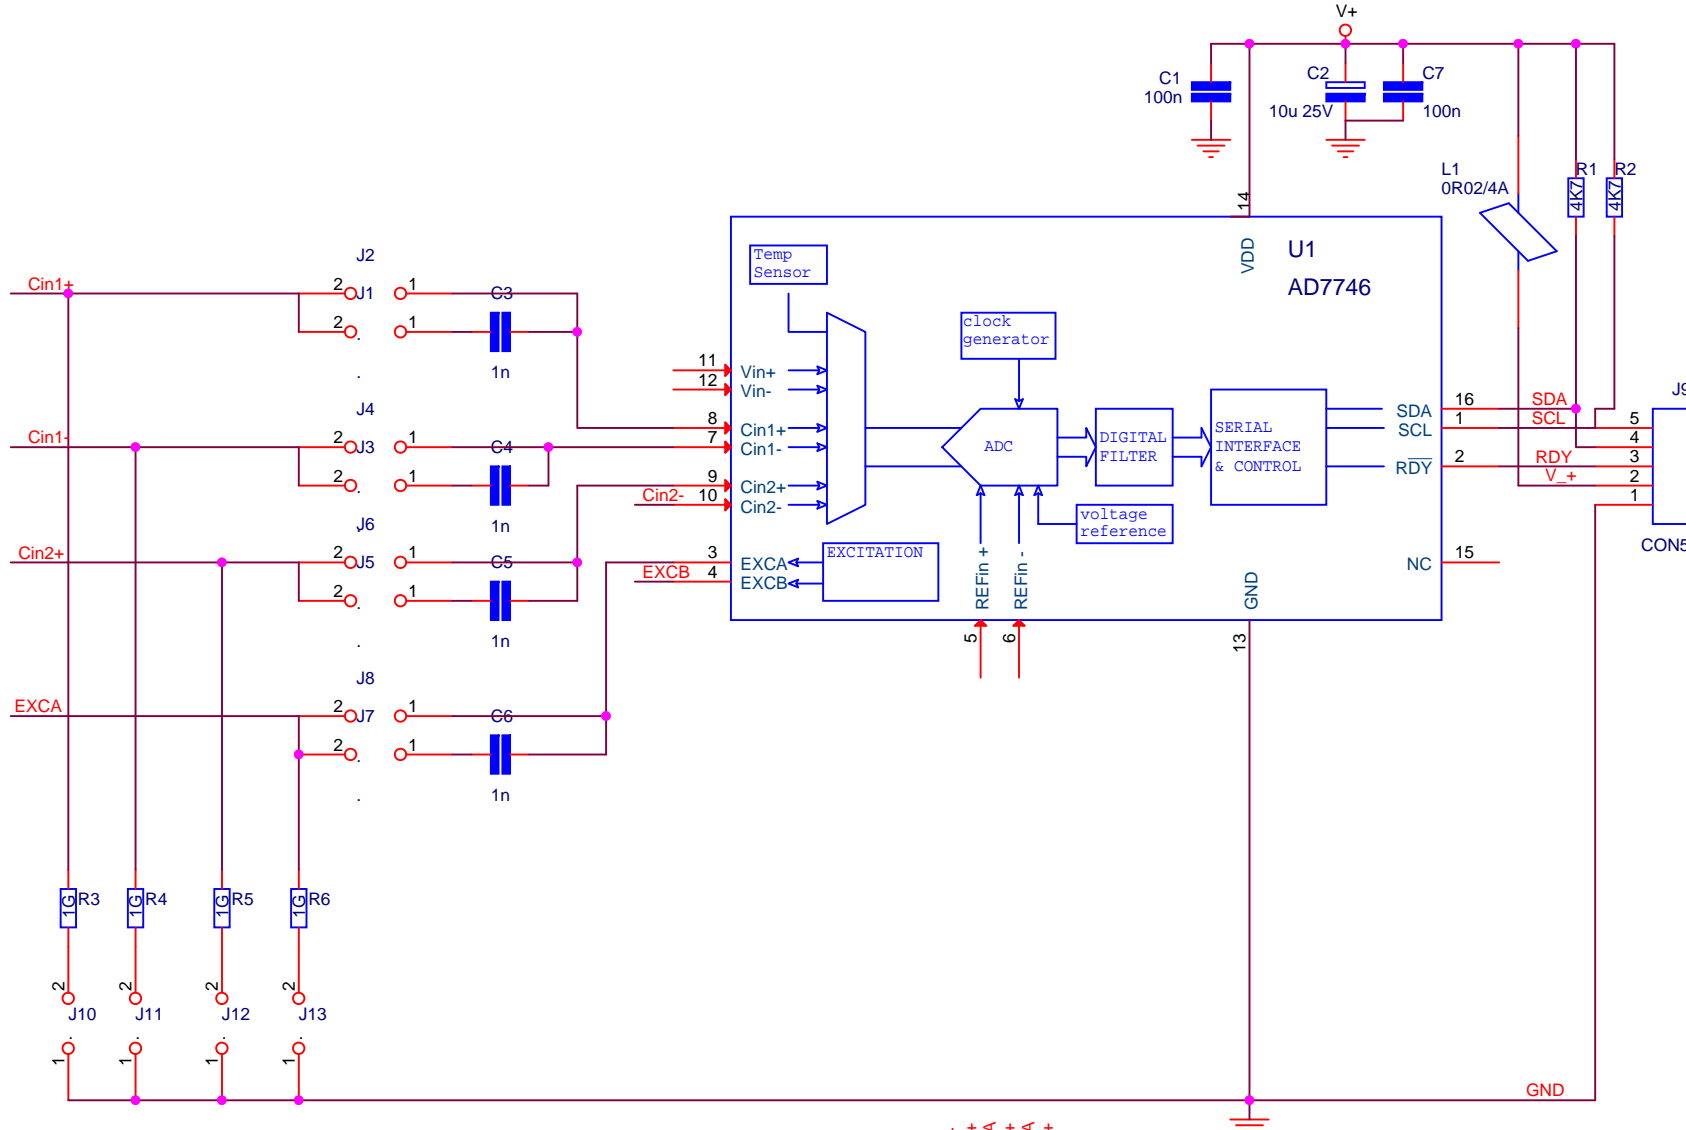 V+
C1
100n
C2
10u 25V
C7
100n
L1
0R02/4A
R1
4K7
R2
4K7
14
VDD
U1
AD7746
Temp
Sensor
clock
generator
J2
Cin1+
2
J1
1
C3
2
.
1
1n
.
11
Vin+
12
Vin-
8
Cin1+
7
Cin1-
9
Cin2+
Cin2-
10
Cin2-
3
EXCA
EXCB
4
EXCB
ADC
DIGITAL
FILTER
SERIAL
INTERFACE
& CONTROL
voltage
reference
EXCITATION
REFin +
REFin -
5
6
GND
13
SDA
16
SDA
SCL
1
SCL
RDY
2
RDY
V_+
NC
15
J9
5
4
3
2
1
CON5
J4
Cin1-
2
J3
1
C4
2
.
1
1n
.
J6
Cin2+
2
J5
1
C5
2
.
1
1n
.
J8
EXCA
2
J7
1
C6
2
.
1
1n
.
1G
R3
1G
R4
1G
R5
1G
R6
2
J10
.
1
2
J11
.
1
2
J12
.
1
2
J13
.
1
GND
+
A
+
A
+